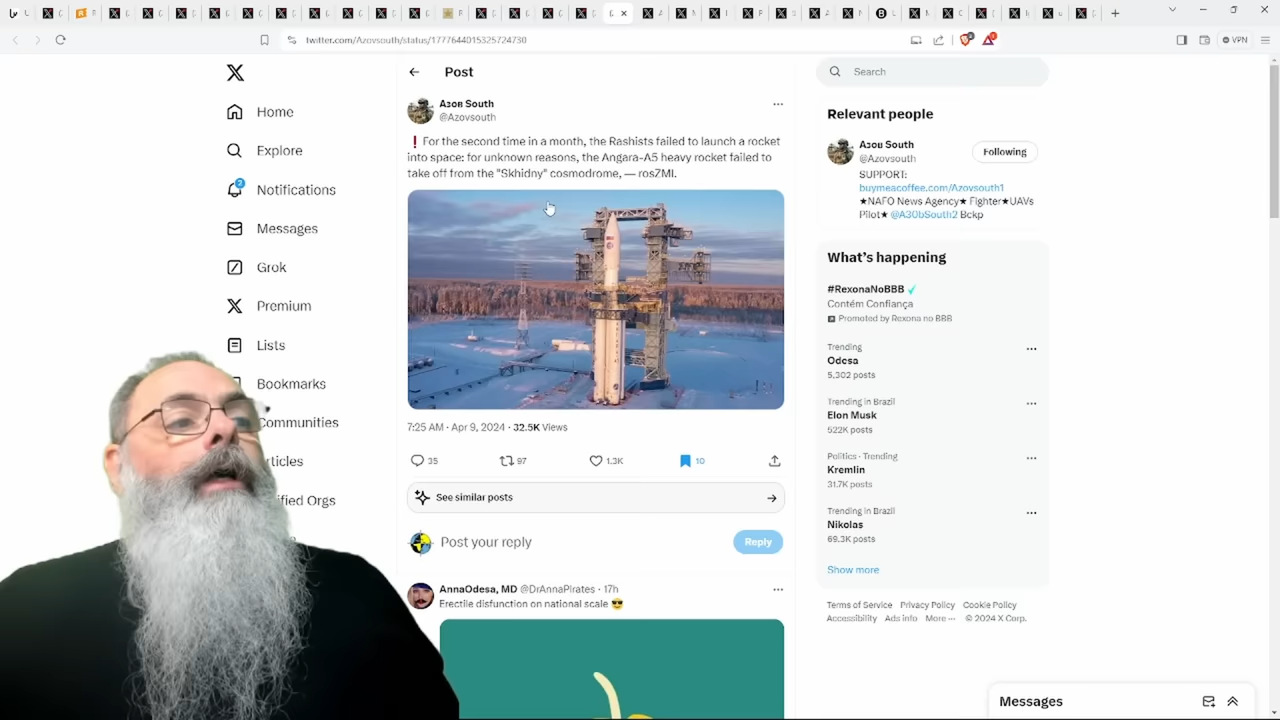 twitter.com/Azovsouth/status/1777644015325724730
VPN
Home
Explore
2
Notifications
Messages
Grok
Premium
Lists
Bookmarks
Communities
Post
Азов South
@Azovsouth
❗For the second time in a month, the Rashists failed to launch a rocket
into space: for unknown reasons, the Angara-A5 heavy rocket failed to
take off from the "Skhidny" cosmodrome, — rosZMI.
7:25 AM · Apr 9, 2024 · 32.5K Views
35
97
1.3K
10
See similar posts
Post your reply
Reply
AnnaOdesa, MD @DrAnnaPirates · 17h
Erectile disfunction on national scale 😎
Search
Relevant people
Азов South
@Azovsouth
Following
SUPPORT:
buymeacoffee.com/Azovsouth1
★NAFO News Agency★ Fighter★UAVs
Pilot★ @A30bSouth2 Bckp
What's happening
#RexonaNoBBB
Contém Confiança
Promoted by Rexona no BBB
Trending
Odesa
5,302 posts
Trending in Brazil
Elon Musk
522K posts
Politics · Trending
Kremlin
31.7K posts
Trending in Brazil
Nikolas
69.3K posts
Show more
Terms of Service Privacy Policy Cookie Policy
Accessibility Ads info More ··· © 2024 X Corp.
Messages